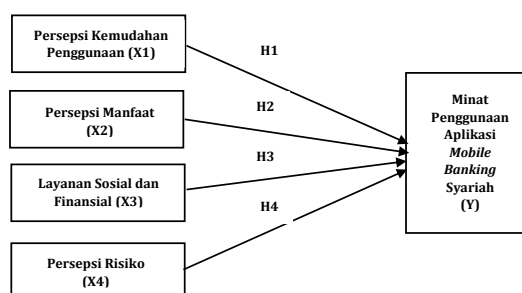 Persepsi Kemudahan
Penggunaan (X1)
H1
Persepsi Manfaat
(X2)
H2
Layanan Sosial dan
Finansial (X3)
H3
Persepsi Risiko
(X4)
H4
Minat
Penggunaan
Aplikasi
Mobile
Banking
Syariah
(Y)